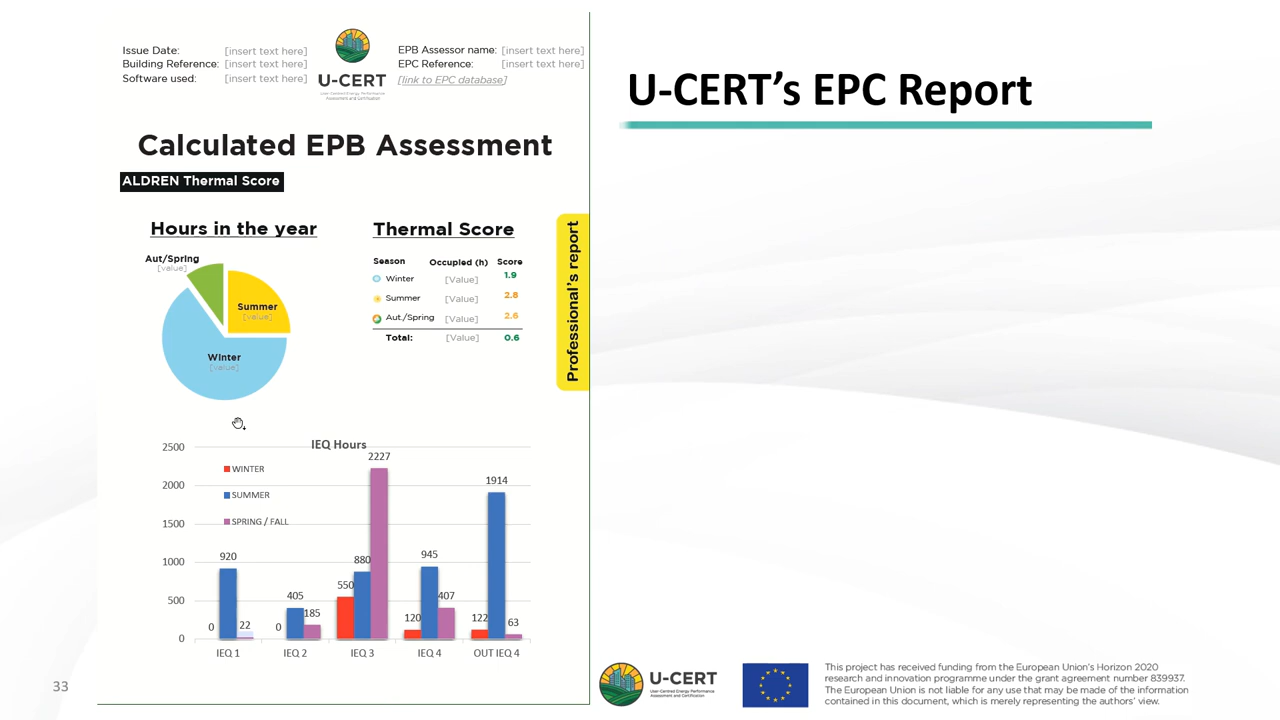 Issue Date: [insert text here]
Building Reference: [insert text here]
Software used: [insert text here]
U-CERT
User-Centred Energy Performance
Assessment and Certification
EPB Assessor name: [insert text here]
EPC Reference: [insert text here]
[link to EPC database]
Calculated EPB Assessment
ALDREN Thermal Score
Hours in the year
Aut/Spring
[value]
Summer
[value]
Winter
[value]
Thermal Score
Season Occupied (h) Score
Winter [Value] 1.9
Summer [Value] 2.8
Aut./Spring [Value] 2.6
Total: [Value] 0.6
Professional's report
IEQ Hours
2500
2000
1500
1000
500
0
WINTER
SUMMER
SPRING / FALL
0 920 22
0 405 185
550 880 2227
120 945 407
122 1914 63
IEQ 1 IEQ 2 IEQ 3 IEQ 4 OUT IEQ 4
33
U-CERT’s EPC Report
U-CERT
User-Centred Energy Performance
Assessment and Certification
This project has received funding from the European Union's Horizon 2020
research and innovation programme under the grant agreement number 839937.
The European Union is not liable for any use that may be made of the information
contained in this document, which is merely representing the authors' view.